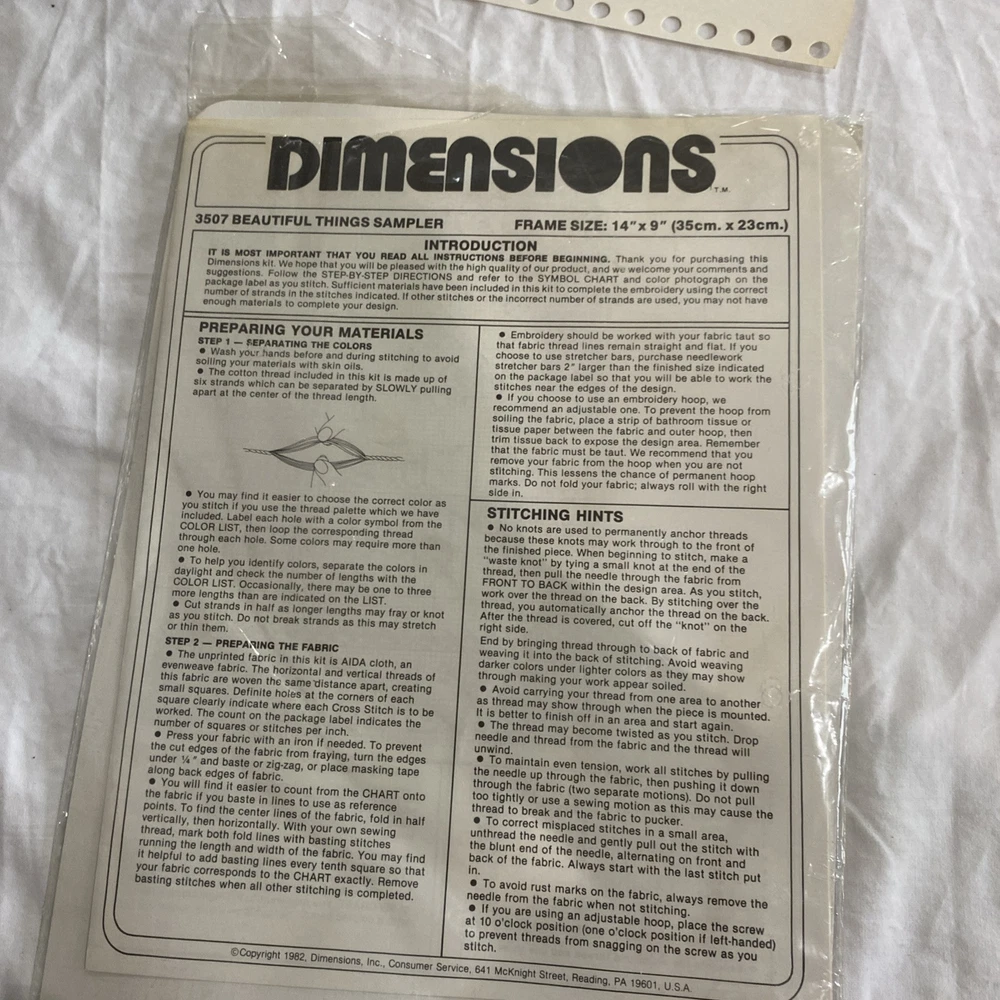 DIMENSIONS T.M.
3507 BEAUTIFUL THINGS SAMPLER FRAME SIZE: 14″ x 9″ (35cm. x 23cm.)
INTRODUCTION
IT IS MOST IMPORTANT THAT YOU READ ALL INSTRUCTIONS BEFORE BEGINNING. Thank you for purchasing this
Dimensions kit. We hope that you will be pleased with the high quality of our product, and we welcome your comments and
suggestions. Follow the STEP-BY-STEP DIRECTIONS and refer to the SYMBOL CHART and color photograph on the
package label as you stitch. Sufficient materials have been included in this kit to complete the embroidery using the correct
number of strands in the stitches indicated. If other stitches or the incorrect number of strands are used, you may not have
enough materials to complete your design.
PREPARING YOUR MATERIALS
STEP 1 — SEPARATING THE COLORS
● Wash your hands before and during stitching to avoid
soiling your materials with skin oils.
● The cotton thread included in this kit is made up of
six strands which can be separated by SLOWLY pulling
apart at the center of the thread length.
● You may find it easier to choose the correct color as
you stitch if you use the thread palette which we have
included. Label each hole with a color symbol from the
COLOR LIST, then loop the corresponding thread
through each hole. Some colors may require more than
one hole.
● To help you identify colors, separate the colors in
daylight and check the number of lengths with the
COLOR LIST. Occasionally, there may be one to three
more lengths than are indicated on the LIST.
● Cut strands in half as longer lengths may fray or knot
as you stitch. Do not break strands as this may stretch
or thin them.
STEP 2 — PREPARING THE FABRIC
● The unprinted fabric in this kit is AIDA cloth, an
evenweave fabric. The horizontal and vertical threads of
this fabric are woven the same distance apart, creating
small squares. Definite holes at the corners of each
square clearly indicate where each Cross Stitch is to be
worked. The count on the package label indicates the
number of squares or stitches per inch.
● Press your fabric with an iron if needed. To prevent
the cut edges of the fabric from fraying, turn the edges
under ¼″ and baste or zig-zag, or place masking tape
along back edges of fabric.
● You will find it easier to count from the CHART onto
the fabric if you baste in lines to use as reference
points. To find the center lines of the fabric, fold in half
vertically, then horizontally. With your own sewing
thread, mark both fold lines with basting stitches
running the length and width of the fabric. You may find
it helpful to add basting lines every tenth square so that
your fabric corresponds to the CHART exactly. Remove
basting stitches when all other stitching is completed.
● Embroidery should be worked with your fabric taut so
that fabric thread lines remain straight and flat. If you
choose to use stretcher bars, purchase needlework
stretcher bars 2″ larger than the finished size indicated
on the package label so that you will be able to work the
stitches near the edges of the design.
● If you choose to use an embroidery hoop, we
recommend an adjustable one. To prevent the hoop from
soiling the fabric, place a strip of bathroom tissue or
tissue paper between the fabric and outer hoop, then
trim tissue back to expose the design area. Remember
that the fabric must be taut. We recommend that you
remove your fabric from the hoop when you are not
stitching. This lessens the chance of permanent hoop
marks. Do not fold your fabric; always roll with the right
side in.
STITCHING HINTS
● No knots are used to permanently anchor threads
because these knots may work through to the front of
the finished piece. When beginning to stitch, make a
"waste knot" by tying a small knot at the end of the
thread, then pull the needle through the fabric from
FRONT TO BACK within the design area. As you stitch,
work over the thread on the back. By stitching over the
thread, you automatically anchor the thread on the back.
After the thread is covered, cut off the "knot" on the
right side.
End by bringing thread through to back of fabric and
weaving it into the back of stitching. Avoid weaving
darker colors under lighter colors as they may show
through making your work appear soiled.
● Avoid carrying your thread from one area to another
as thread may show through when the piece is mounted.
It is better to finish off in an area and start again.
● The thread may become twisted as you stitch. Drop
needle and thread from the fabric and the thread will
unwind.
● To maintain even tension, work all stitches by pulling
the needle up through the fabric, then pushing it down
through the fabric (two separate motions). Do not pull
too tightly or use a sewing motion as this may cause the
thread to break and the fabric to pucker.
● To correct misplaced stitches in a small area,
unthread the needle and gently pull out the stitch with
the blunt end of the needle, alternating on front and
back of the fabric. Always start with the last stitch put
in.
● To avoid rust marks on the fabric, always remove the
needle from the fabric when not stitching.
● If you are using an adjustable hoop, place the screw
at 10 o'clock position (one o'clock position if left-handed)
to prevent threads from snagging on the screw as you
stitch.
©Copyright 1982, Dimensions, Inc., Consumer Service, 641 McKnight Street, Reading, PA 19601, U.S.A.